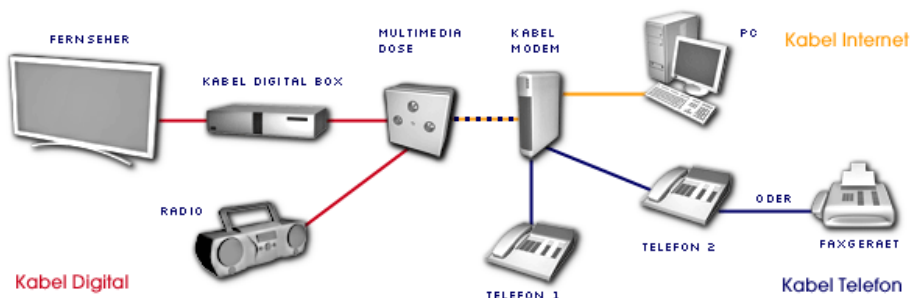 FERNSEHER
KABEL DIGITAL BOX
MULTIMEDIA
DOSE
KABEL
MODEM
PC
Kabel Internet
RADIO
TELEFON 1
TELEFON 2
ODER
FAXGERAET
Kabel Digital
Kabel Telefon